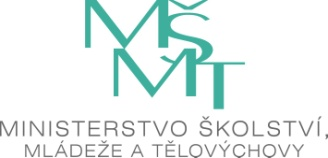 MŠ
MT
MINISTERSTVO ŠKOLSTVÍ,
MLÁDEŽE A TĚLOVÝCHOVY